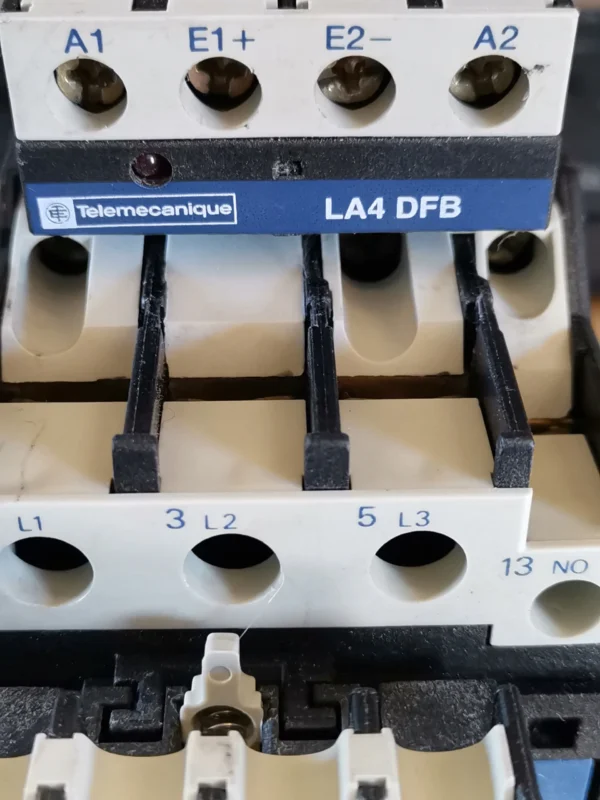 A1 E1+ E2− A2
Telemecanique LA4 DFB
L1 3 L2 5 L3
13 NO